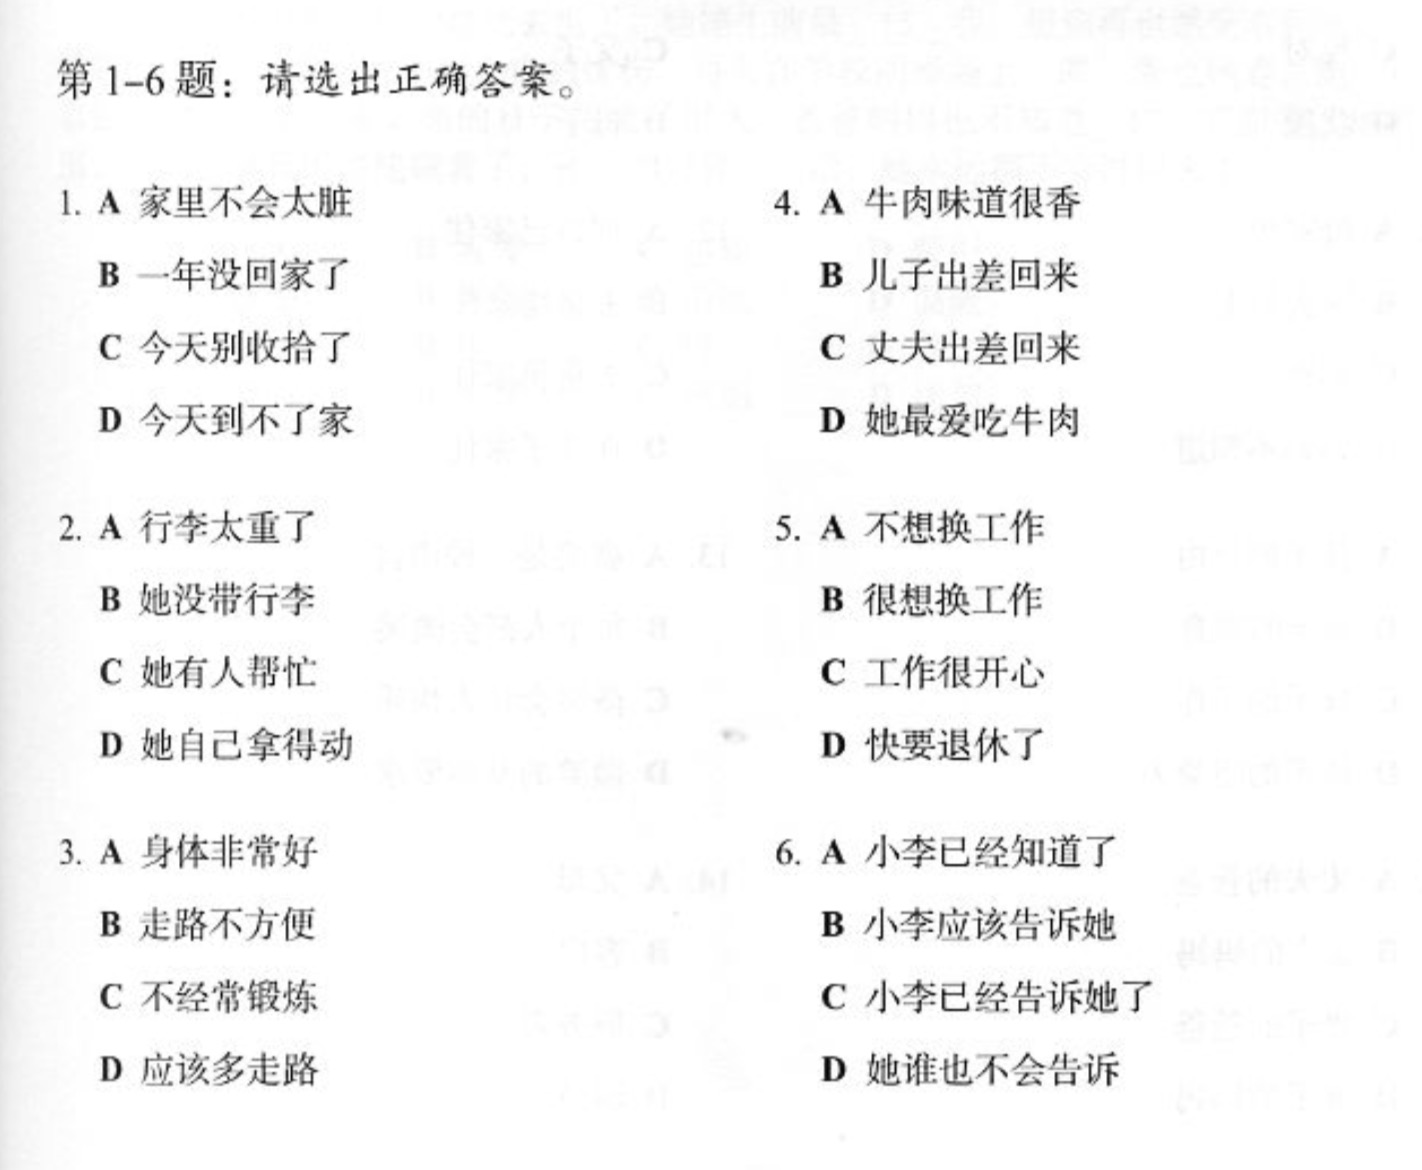 第1-6题：请选出正确答案。
1. A 家里不会太脏
B 一年没回家了
C 今天别收拾了
D 今天到不了家
2. A 行李太重了
B 她没带行李
C 她有人帮忙
D 她自己拿得动
3. A 身体非常好
B 走路不方便
C 不经常锻炼
D 应该多走路
4. A 牛肉味道很香
B 儿子出差回来
C 丈夫出差回来
D 她最爱吃牛肉
5. A 不想换工作
B 很想换工作
C 工作很开心
D 快要退休了
6. A 小李已经知道了
B 小李应该告诉她
C 小李已经告诉她了
D 她谁也不会告诉